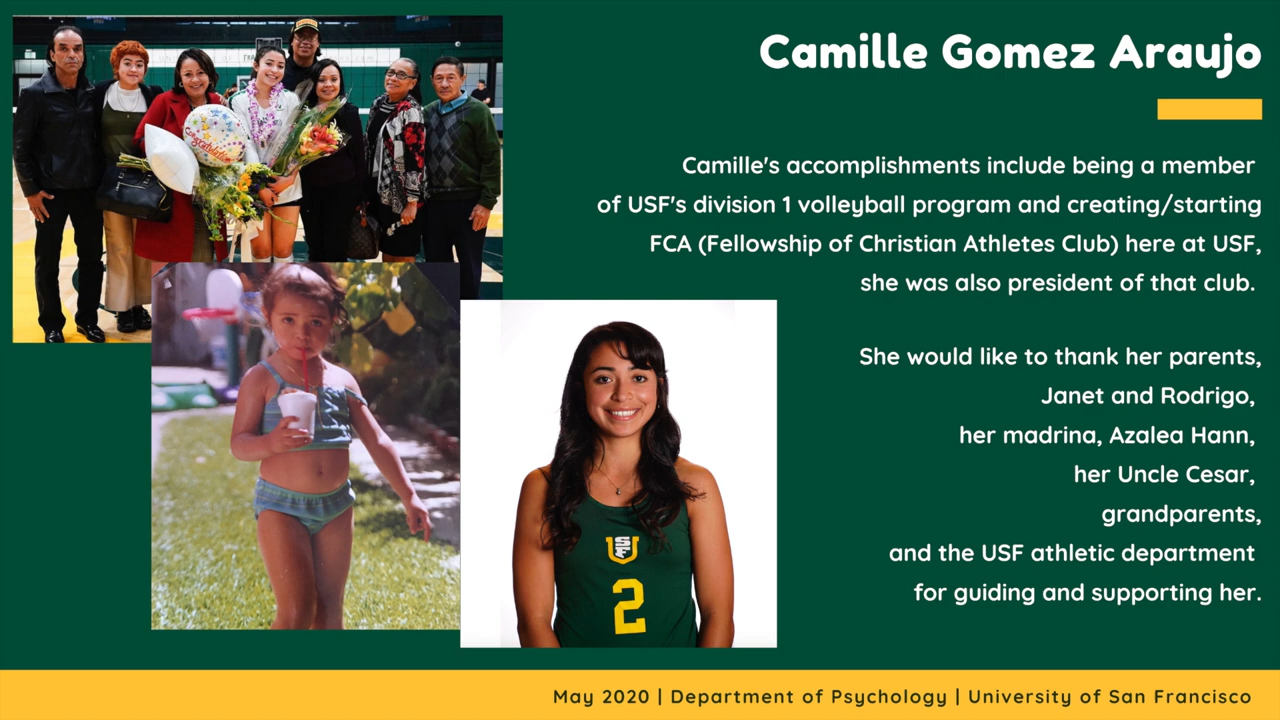 Camille Gomez Araujo
Camille's accomplishments include being a member
of USF's division 1 volleyball program and creating/starting
FCA (Fellowship of Christian Athletes Club) here at USF,
she was also president of that club.
She would like to thank her parents,
Janet and Rodrigo,
her madrina, Azalea Hann,
her Uncle Cesar,
grandparents,
and the USF athletic department
for guiding and supporting her.
Congratulations
USF
2
May 2020 | Department of Psychology | University of San Francisco